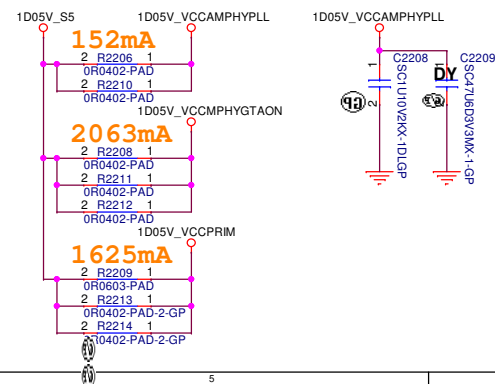 1D05V_S5
1D05V_VCCAMPHYPLL
152mA
2 R2206 1
0R0402-PAD
2 R2210 1
0R0402-PAD
1D05V_VCCMPHYGTAON
2063mA
2 R2208 1
0R0402-PAD
2 R2211 1
0R0402-PAD
2 R2212 1
0R0402-PAD
1D05V_VCCPRIM
1625mA
2 R2209 1
0R0603-PAD
2 R2213 1
0R0402-PAD-2-GP
2 R2214 1
0R0402-PAD-2-GP
1D05V_VCCAMPHYPLL
1
C2208
2
SC1U10V2KX-1DLGP
DY
C2209
SC47U6D3V3MX-1-GP
5